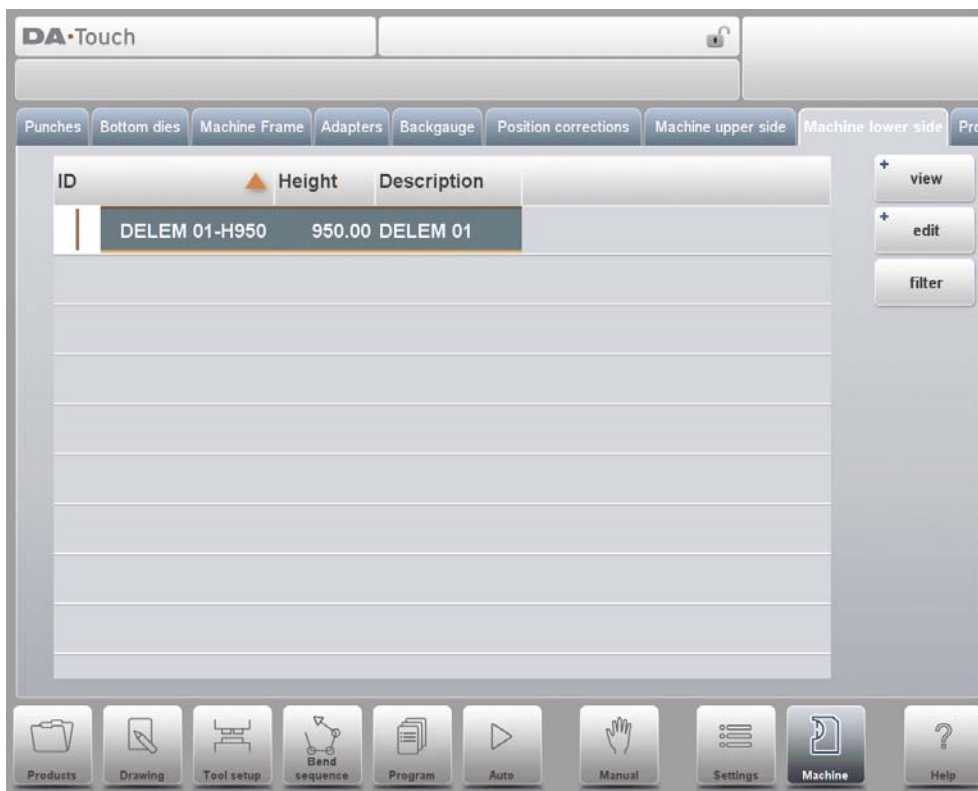 DA·Touch
Punches Bottom dies Machine Frame Adapters Backgauge Position corrections Machine upper side Machine lower side
ID Height Description
DELEM 01-H950 950.00 DELEM 01
view
edit
filter
Products Drawing Tool setup Bend sequence Program Auto Manual Settings Machine Help